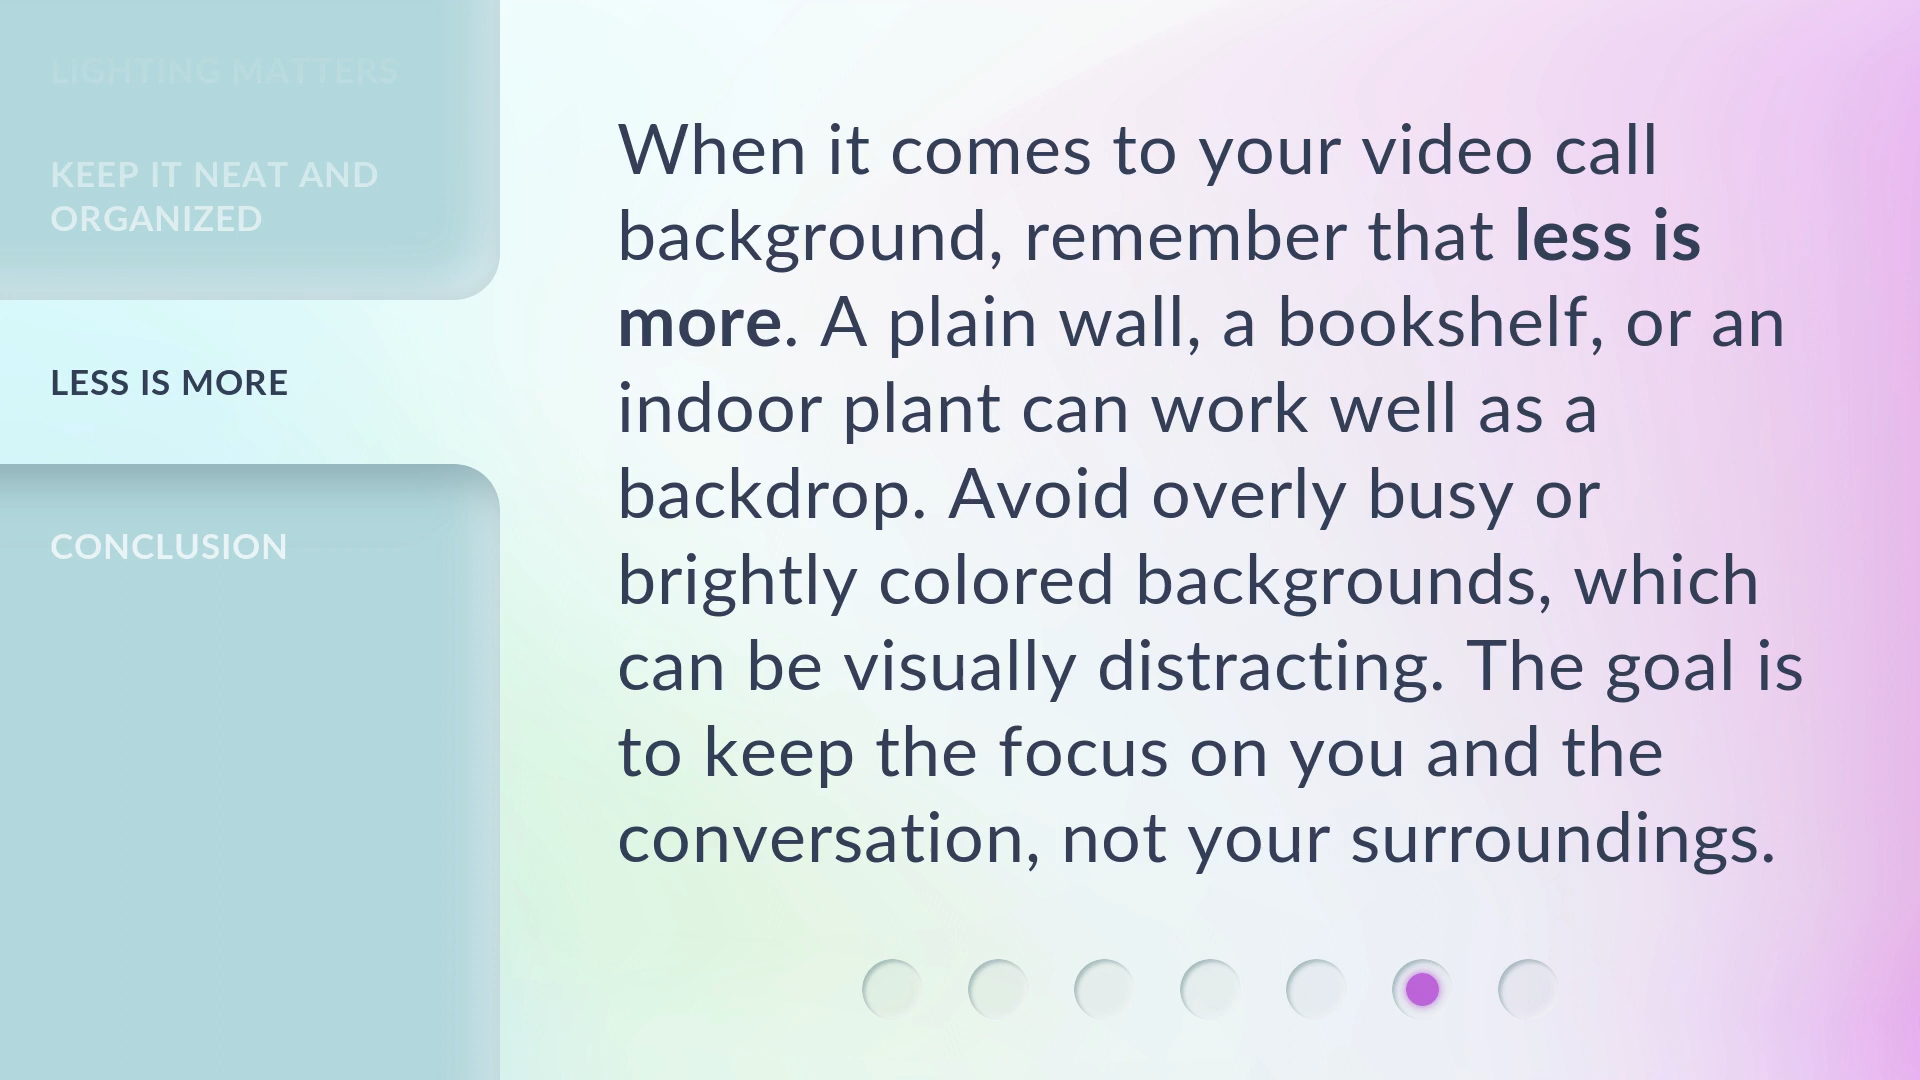 LIGHTING MATTERS
KEEP IT NEAT AND
ORGANIZED
LESS IS MORE
CONCLUSION
When it comes to your video call
background, remember that less is
more. A plain wall, a bookshelf, or an
indoor plant can work well as a
backdrop. Avoid overly busy or
brightly colored backgrounds, which
can be visually distracting. The goal is
to keep the focus on you and the
conversation, not your surroundings.